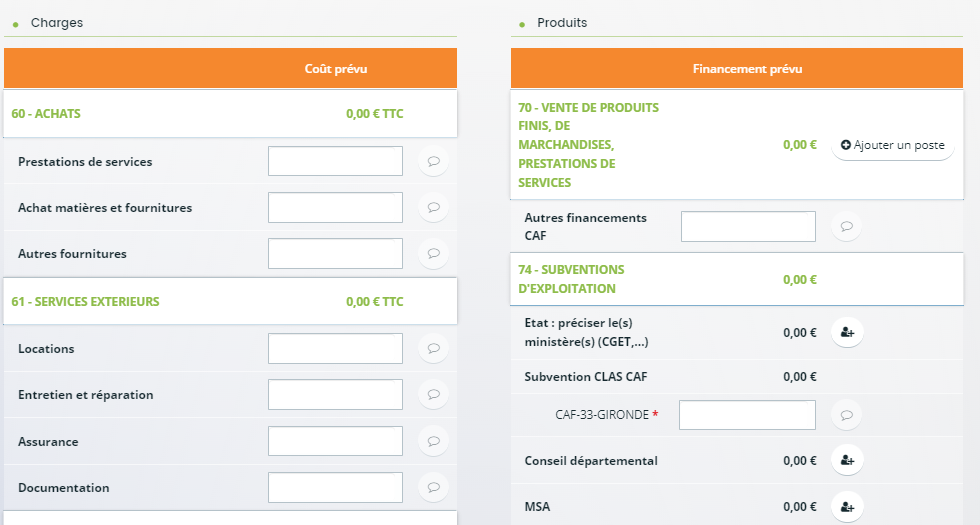 Charges
Coût prévu
60 - ACHATS 0,00 € TTC
Prestations de services
Achat matières et fournitures
Autres fournitures
61 - SERVICES EXTERIEURS 0,00 € TTC
Locations
Entretien et réparation
Assurance
Documentation
Produits
Financement prévu
70 - VENTE DE PRODUITS
FINIS, DE
MARCHANDISES,
PRESTATIONS DE
SERVICES
0,00 € Ajouter un poste
Autres financements
CAF
74 - SUBVENTIONS
D'EXPLOITATION
0,00 €
Etat : préciser le(s)
ministère(s) (CGET,...)
0,00 €
Subvention CLAS CAF 0,00 €
CAF-33-GIRONDE *
Conseil départemental 0,00 €
MSA 0,00 €